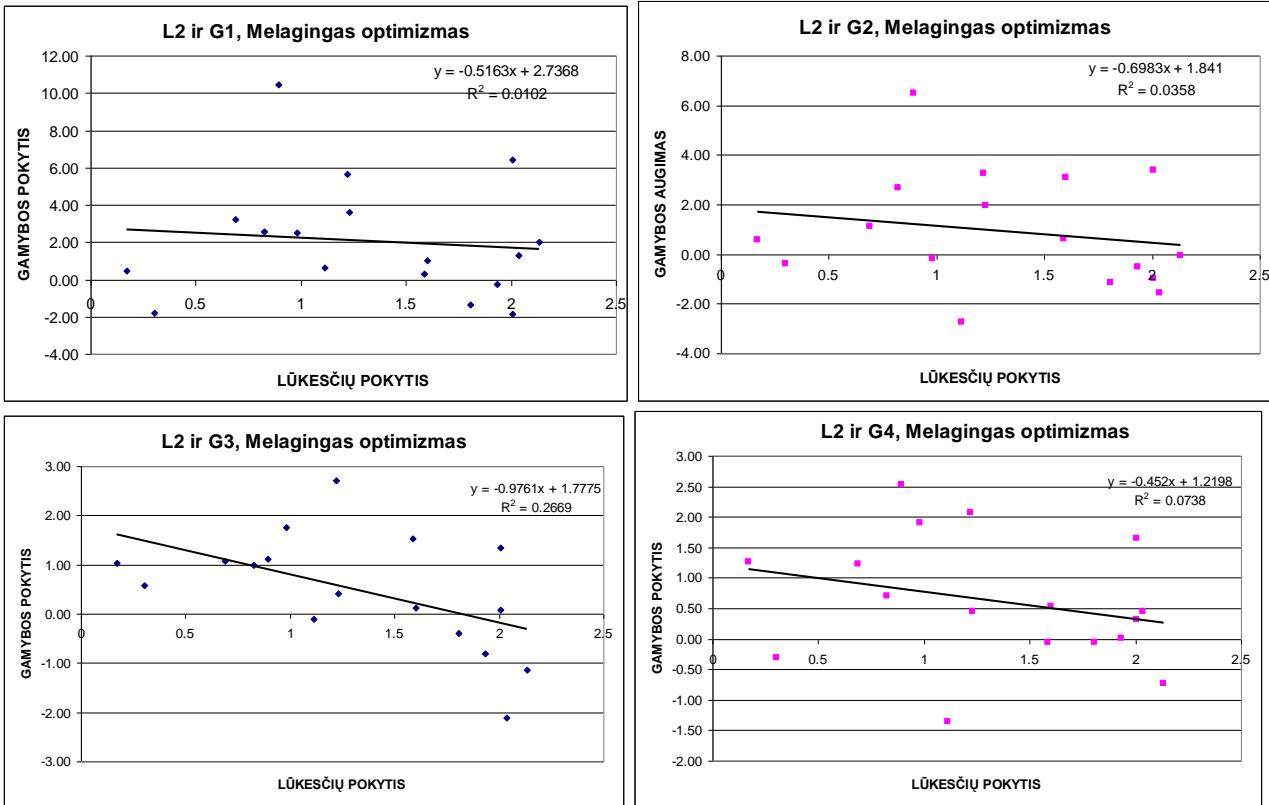 L2 ir G1, Melagingas optimizmas
y = -0.5163x + 2.7368
R² = 0.0102
12.00
10.00
8.00
6.00
4.00
2.00
0.00
-2.00
-4.00
0 0.5 1 1.5 2 2.5
GAMYBOS POKYTIS
LŪKESČIŲ POKYTIS
L2 ir G2, Melagingas optimizmas
y = -0.6983x + 1.841
R² = 0.0358
8.00
6.00
4.00
2.00
0.00
-2.00
-4.00
0 0.5 1 1.5 2 2.5
GAMYBOS AUGIMAS
LŪKESČIŲ POKYTIS
L2 ir G3, Melagingas optimizmas
y = -0.9761x + 1.7775
R² = 0.2669
3.00
2.00
1.00
0.00
-1.00
-2.00
-3.00
0 0.5 1 1.5 2 2.5
GAMYBOS POKYTIS
LŪKESČIŲ POKYTIS
L2 ir G4, Melagingas optimizmas
y = -0.452x + 1.2198
R² = 0.0738
3.00
2.50
2.00
1.50
1.00
0.50
0.00
-0.50
-1.00
-1.50
-2.00
0 0.5 1 1.5 2 2.5
GAMYBOS POKYTIS
LŪKESČIŲ POKYTIS